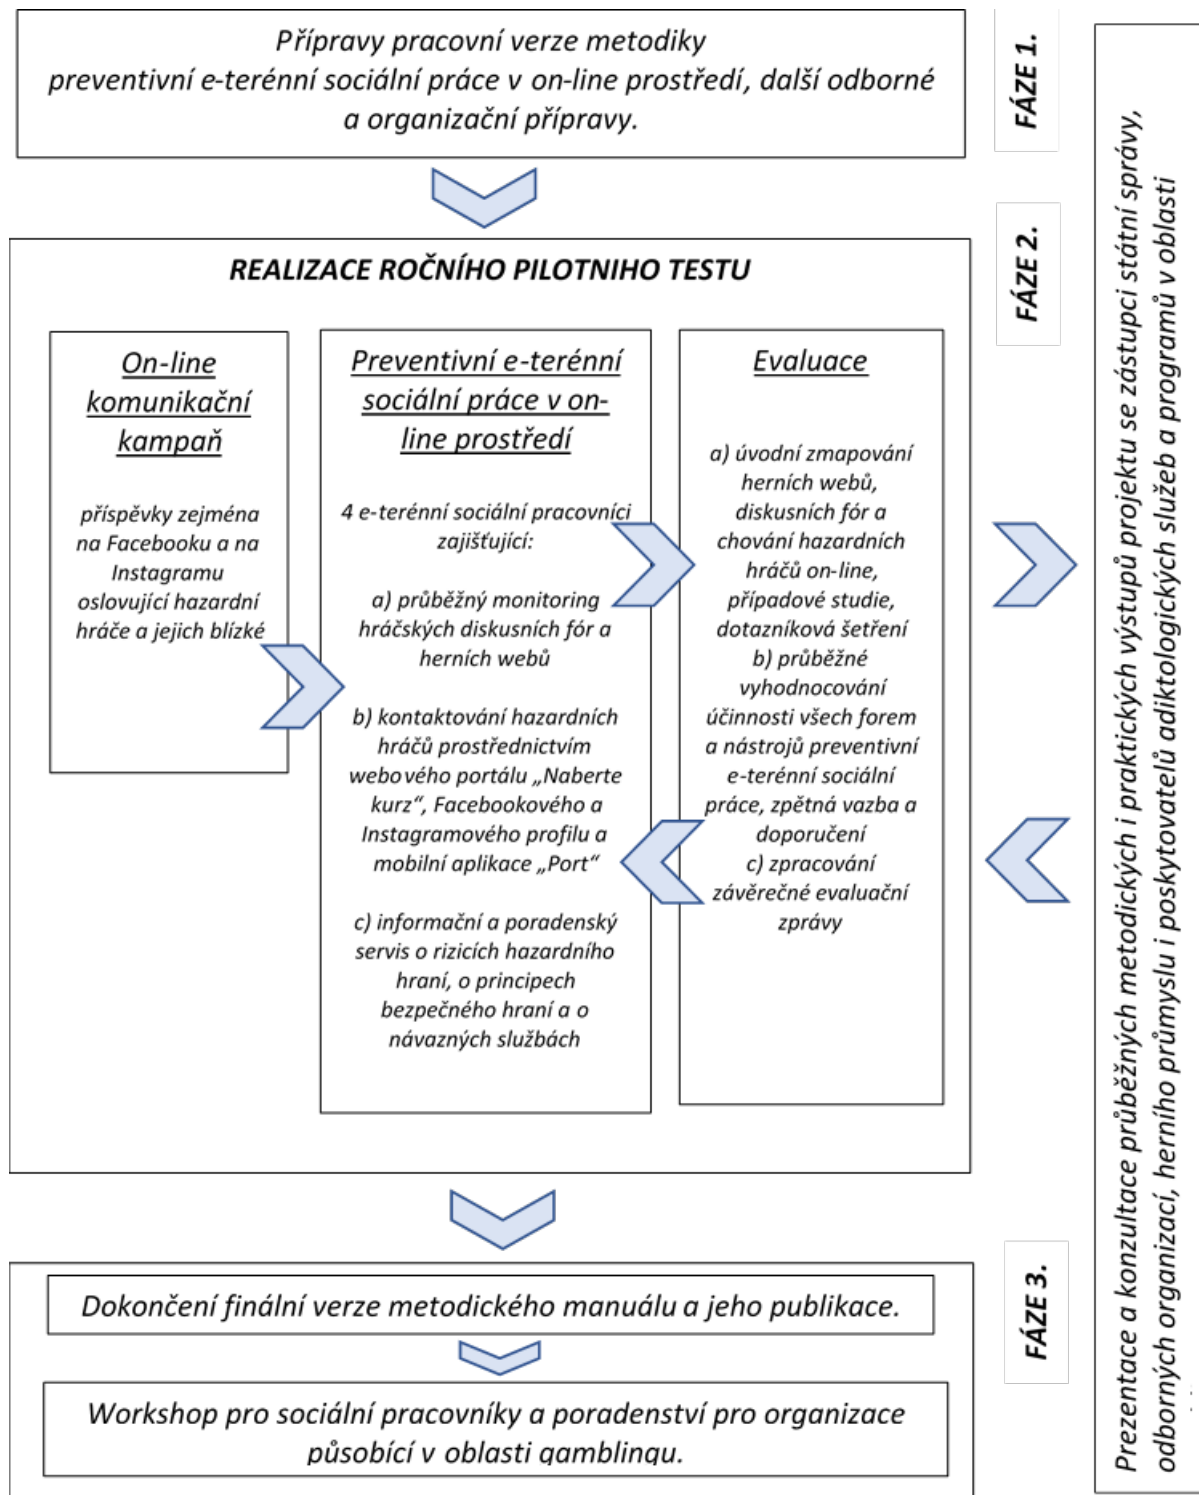 Přípravy pracovní verze metodiky
preventivní e-terénní sociální práce v on-line prostředí, další odborné
a organizační přípravy.
FÁZE 1.
FÁZE 2.
REALIZACE ROČNÍHO PILOTNIHO TESTU
On-line
komunikační
kampaň
příspěvky zejména
na Facebooku a na
Instagramu
oslovující hazardní
hráče a jejich blízké
Preventivní e-terénní
sociální práce v on-
line prostředí
4 e-terénní sociální pracovníci
zajišťující:
a) průběžný monitoring
hráčských diskusních fór a
herních webů
b) kontaktování hazardních
hráčů prostřednictvím
webového portálu „Naberte
kurz“, Facebookového a
Instagramového profilu a
mobilní aplikace „Port“
c) informační a poradenský
servis o rizicích hazardního
hraní, o principech
bezpečného hraní a o
návazných službách
Evaluace
a) úvodní zmapování
herních webů,
diskusních fór a
chování hazardních
hráčů on-line,
případové studie,
dotazníková šetření
b) průběžné
vyhodnocování
účinnosti všech forem
a nástrojů preventivní
e-terénní sociální
práce, zpětná vazba a
doporučení
c) zpracování
závěrečné evaluační
zprávy
FÁZE 3.
Dokončení finální verze metodického manuálu a jeho publikace.
Workshop pro sociální pracovníky a poradenství pro organizace
působící v oblasti gamblingu.
Prezentace a konzultace průběžných metodických i praktických výstupů projektu se zástupci státní správy,
odborných organizací, herního průmyslu i poskytovatelů adiktologických služeb a programů v oblasti